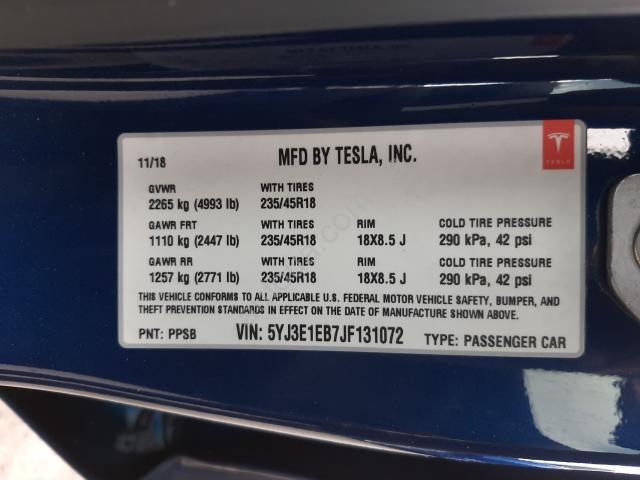 11/18 MFD BY TESLA, INC.
TESLA
GVWR WITH TIRES
2265 kg (4993 lb) 235/45R18
GAWR FRT WITH TIRES RIM COLD TIRE PRESSURE
1110 kg (2447 lb) 235/45R18 18X8.5 J 290 kPa, 42 psi
GAWR RR WITH TIRES RIM COLD TIRE PRESSURE
1257 kg (2771 lb) 235/45R18 18X8.5 J 290 kPa, 42 psi
THIS VEHICLE CONFORMS TO ALL APPLICABLE U.S. FEDERAL MOTOR VEHICLE SAFETY, BUMPER, AND
THEFT PREVENTION STANDARDS IN EFFECT ON THE DATE OF MANUFACTURE SHOWN ABOVE.
PNT: PPSB VIN: 5YJ3E1EB7JF131072 TYPE: PASSENGER CAR